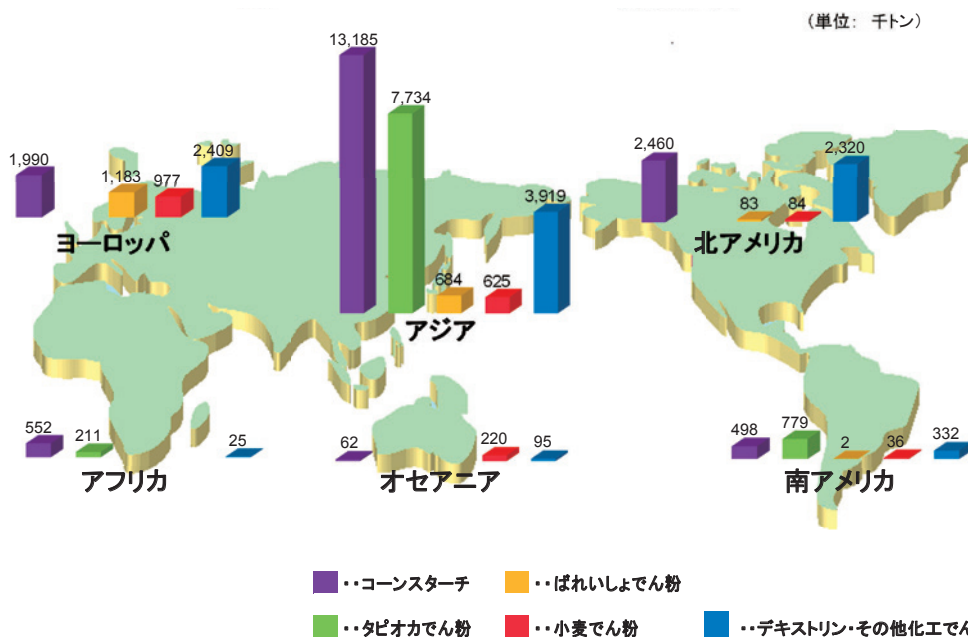 (単位: 千トン)
13,185
7,734
3,919
684
625
アジア
1,990
1,183
977
2,409
ヨーロッパ
2,460
83
84
2,320
北アメリカ
552
211
25
アフリカ
62
220
95
オセアニア
498
779
2
36
332
南アメリカ
‥コーンスターチ
‥ばれいしょでん粉
‥タピオカでん粉
‥小麦でん粉
‥デキストリン・その他化工でん